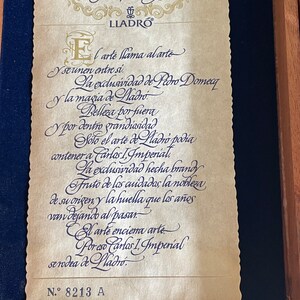 LLADRÓ
El arte llama al arte
Y se unen entre sí.
La exclusividad de Pedro Domecq
y la magia de Lladró.
Belleza por fuera
y por dentro grandiosidad
Sólo el arte de Lladró podía
contener a Carlos I, Imperial.
La exclusividad hecha brandy
Fruto de los cuidados, la nobleza
de su origen y la huella que los años
van dejando al pasar.
El arte encierra arte
Por eso Carlos I, Imperial
se rodea de Lladró.
N.º 8213 A